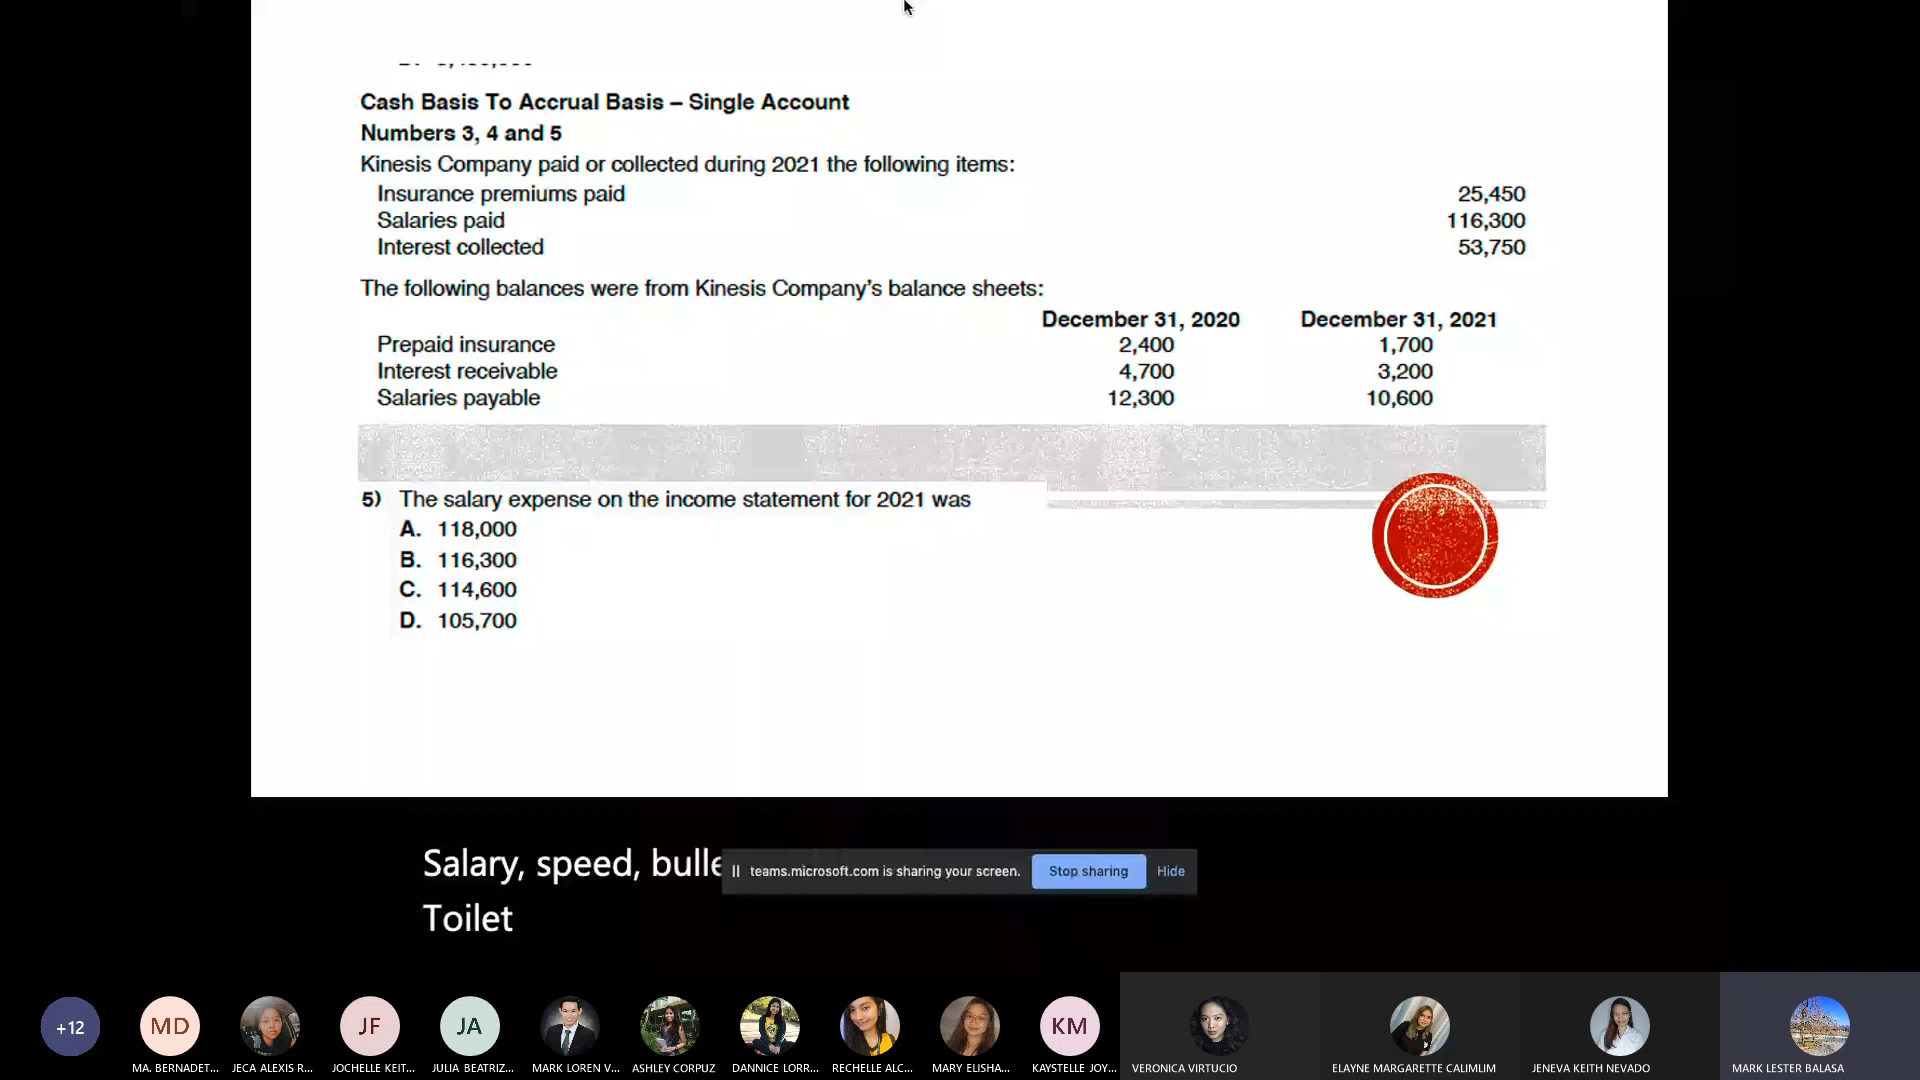 Cash Basis To Accrual Basis – Single Account
Numbers 3, 4 and 5
Kinesis Company paid or collected during 2021 the following items:
Insurance premiums paid 25,450
Salaries paid 116,300
Interest collected 53,750
The following balances were from Kinesis Company's balance sheets:
December 31, 2020 December 31, 2021
Prepaid insurance 2,400 1,700
Interest receivable 4,700 3,200
Salaries payable 12,300 10,600
5) The salary expense on the income statement for 2021 was
A. 118,000
B. 116,300
C. 114,600
D. 105,700
Salary, speed,
Toilet
teams.microsoft.com is sharing your screen. Stop sharing Hide
+12 MD JF JA KM
MA. BERNADET... JECA ALEXIS R... JOCHELLE KEIT... JULIA BEATRIZ... MARK LOREN V... ASHLEY CORPUZ DANNICE LORR... RECHELLE ALC... MARY ELISHA... KAYSTELLE JOY... VERONICA VIRTUCIO ELAYNE MARGARETTE CALIMLIM JENEVA KEITH NEVADO MARK LESTER BALASA